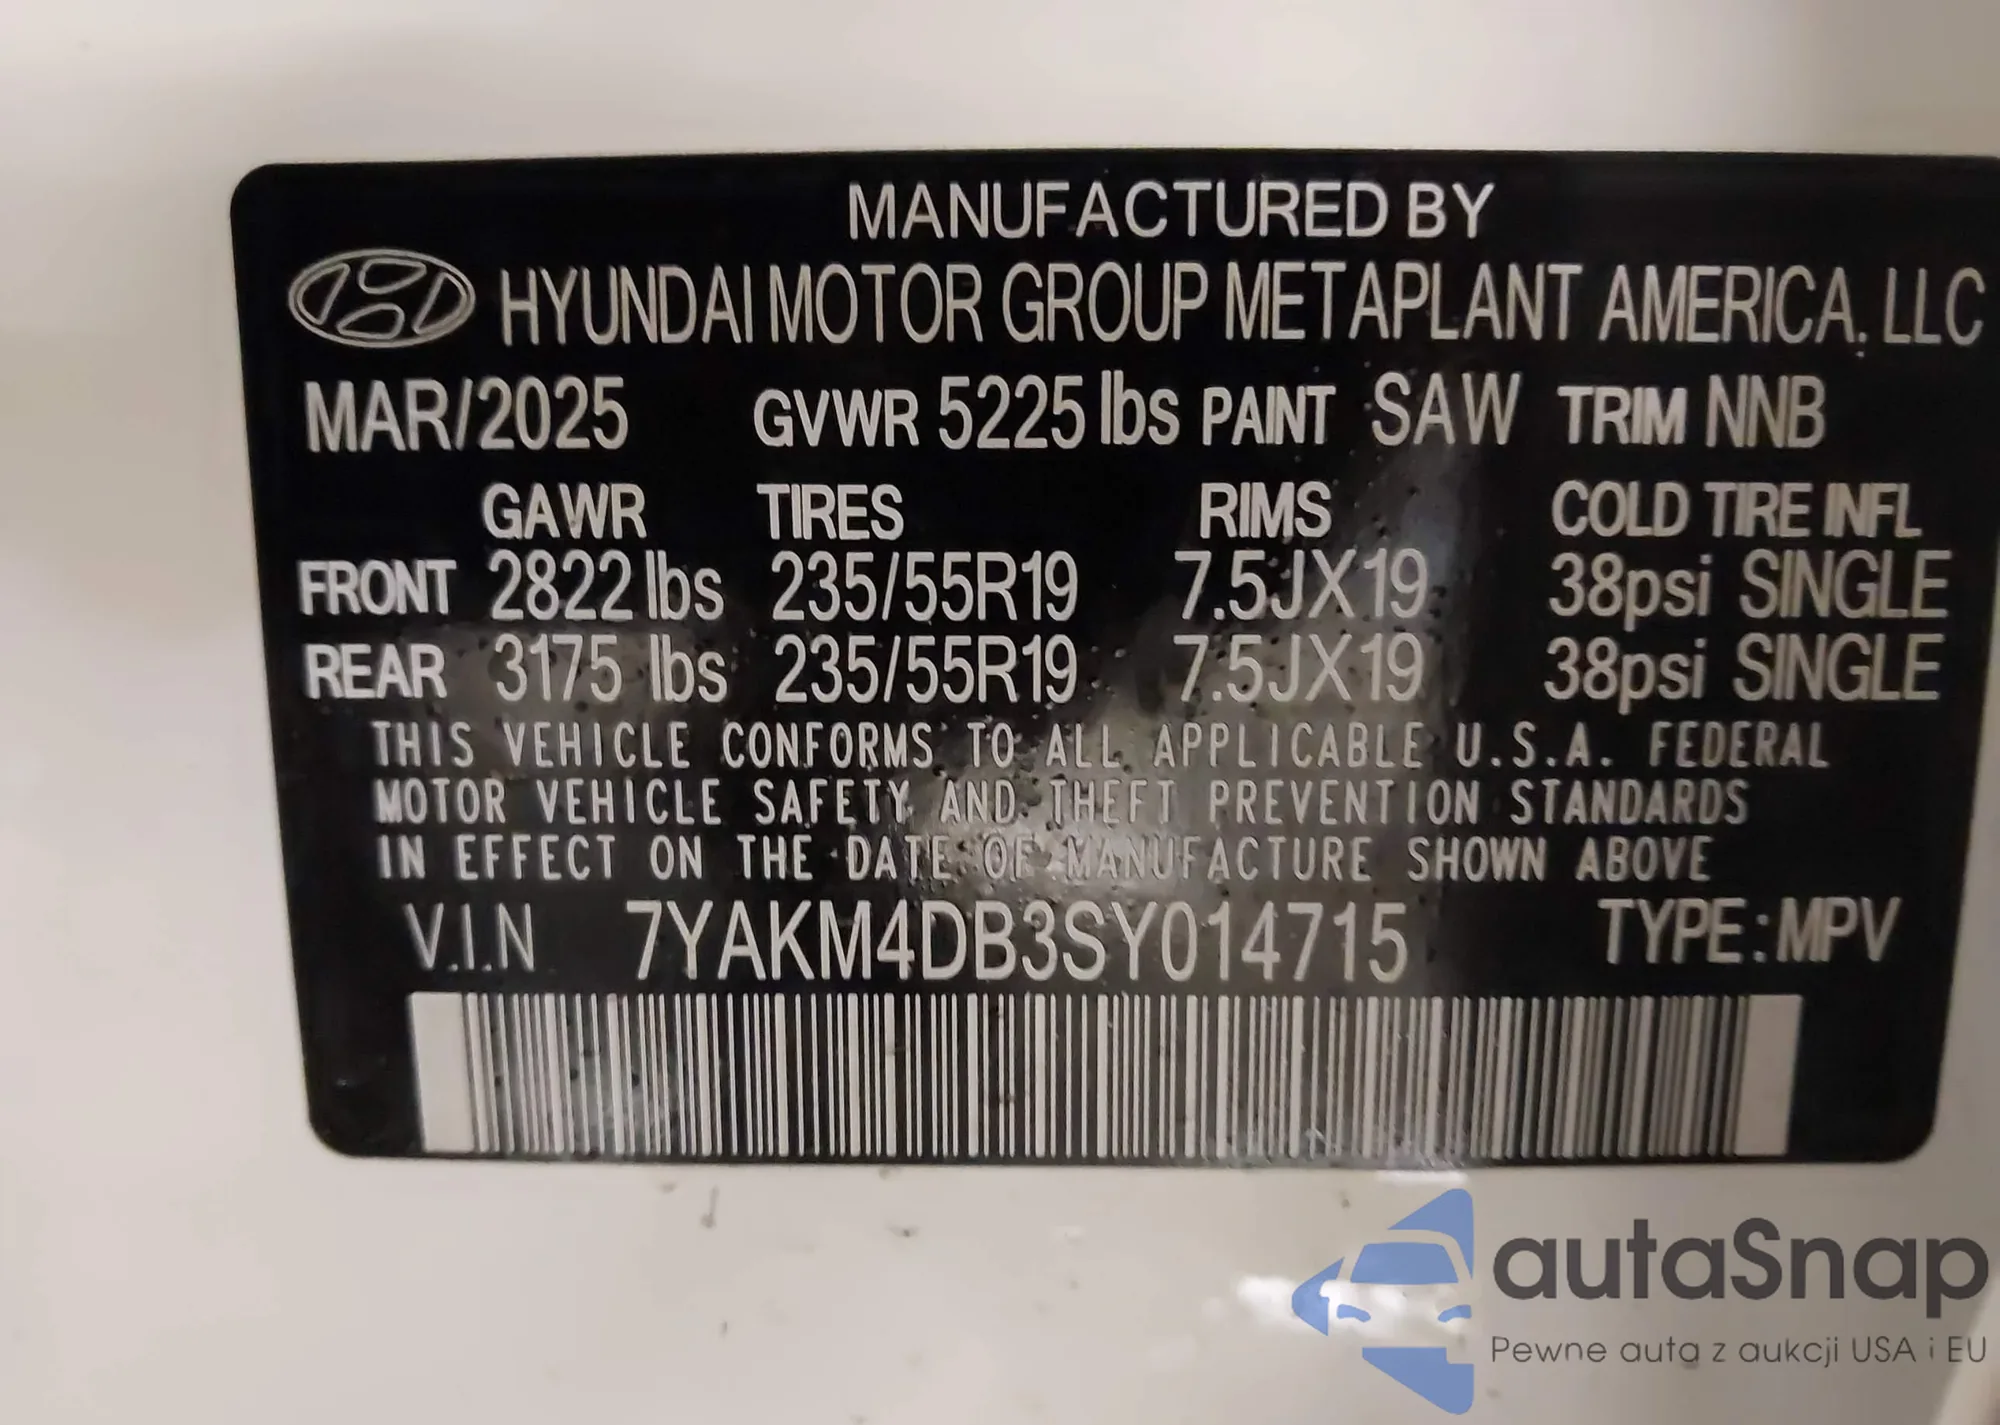 MANUFACTURED BY
HYUNDAI MOTOR GROUP METAPLANT AMERICA, LLC
MAR/2025 GVWR 5225 lbs PAINT SAW TRIM NNB
GAWR TIRES RIMS COLD TIRE INFL
FRONT 2822 lbs 235/55R19 7.5JX19 38psi SINGLE
REAR 3175 lbs 235/55R19 7.5JX19 38psi SINGLE
THIS VEHICLE CONFORMS TO ALL APPLICABLE U.S.A. FEDERAL
MOTOR VEHICLE SAFETY AND THEFT PREVENTION STANDARDS
IN EFFECT ON THE DATE OF MANUFACTURE SHOWN ABOVE
V.I.N 7YAKM4DB3SY014715 TYPE:MPV
autaSnap
Pewne auta z aukcji USA i EU